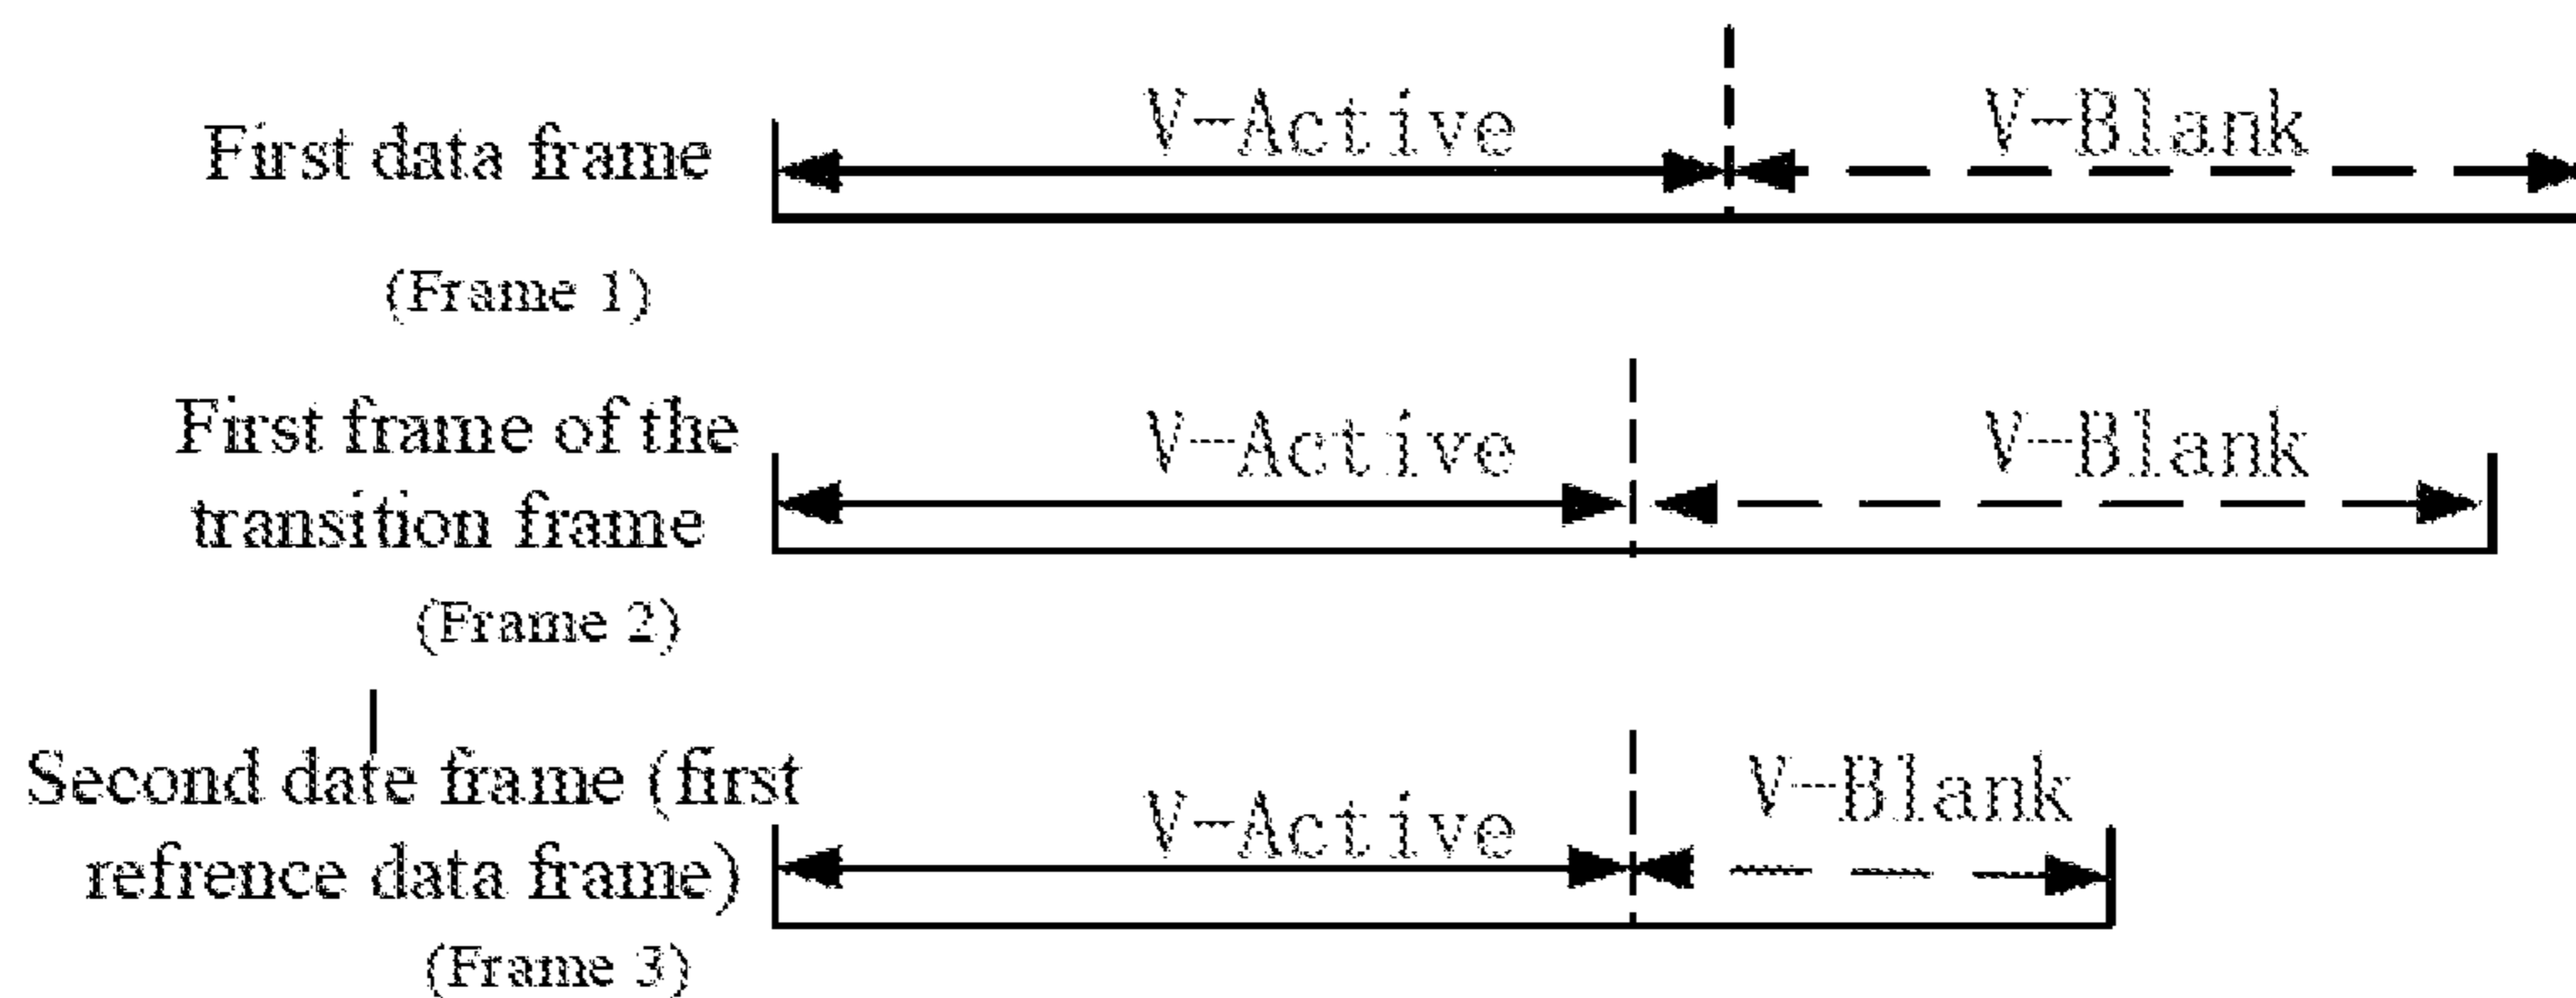 First data frame
V-Active
V-Blank
(Frame 1)
First frame of the
transition frame
V-Active
V-Blank
(Frame 2)
Second date frame (first
refrence data frame)
V-Active
V-Blank
(Frame 3)